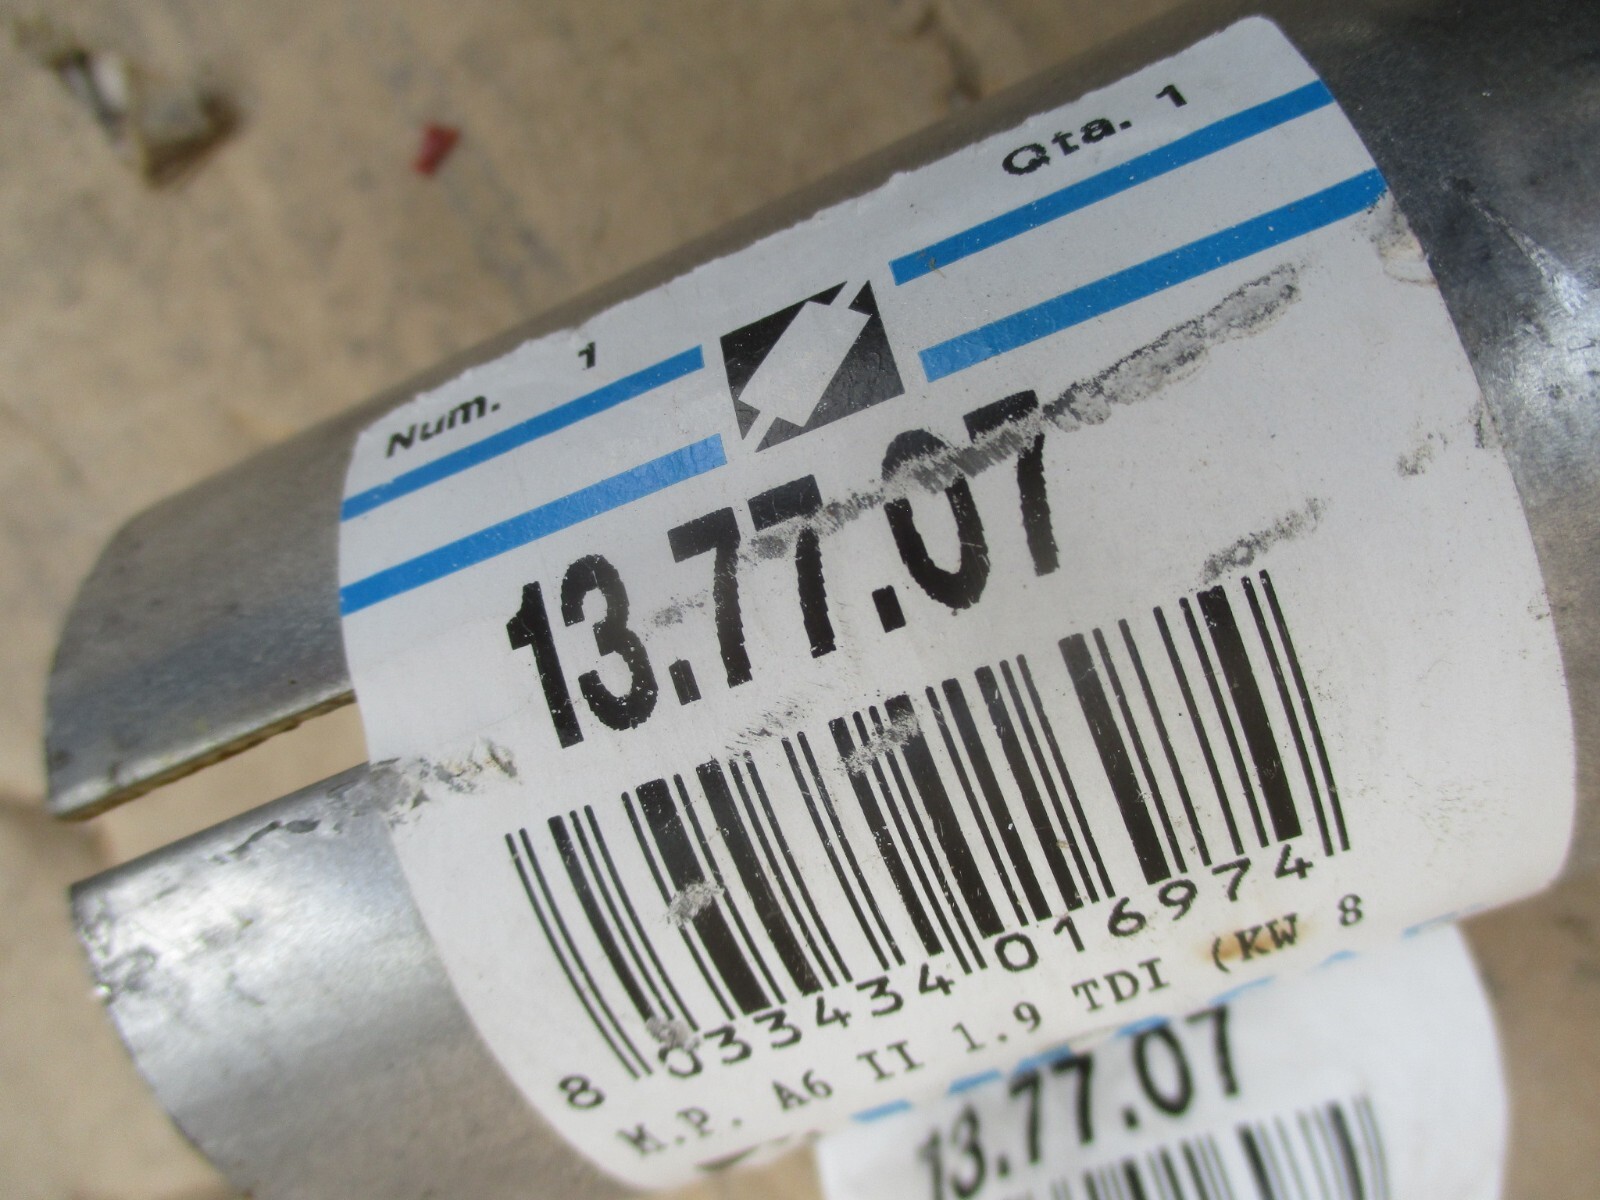 Num. 1
Qta. 1
13.77.07
8 033434 016974
M.P. A6 II 1.9 TDI (KW 8
13.77.07